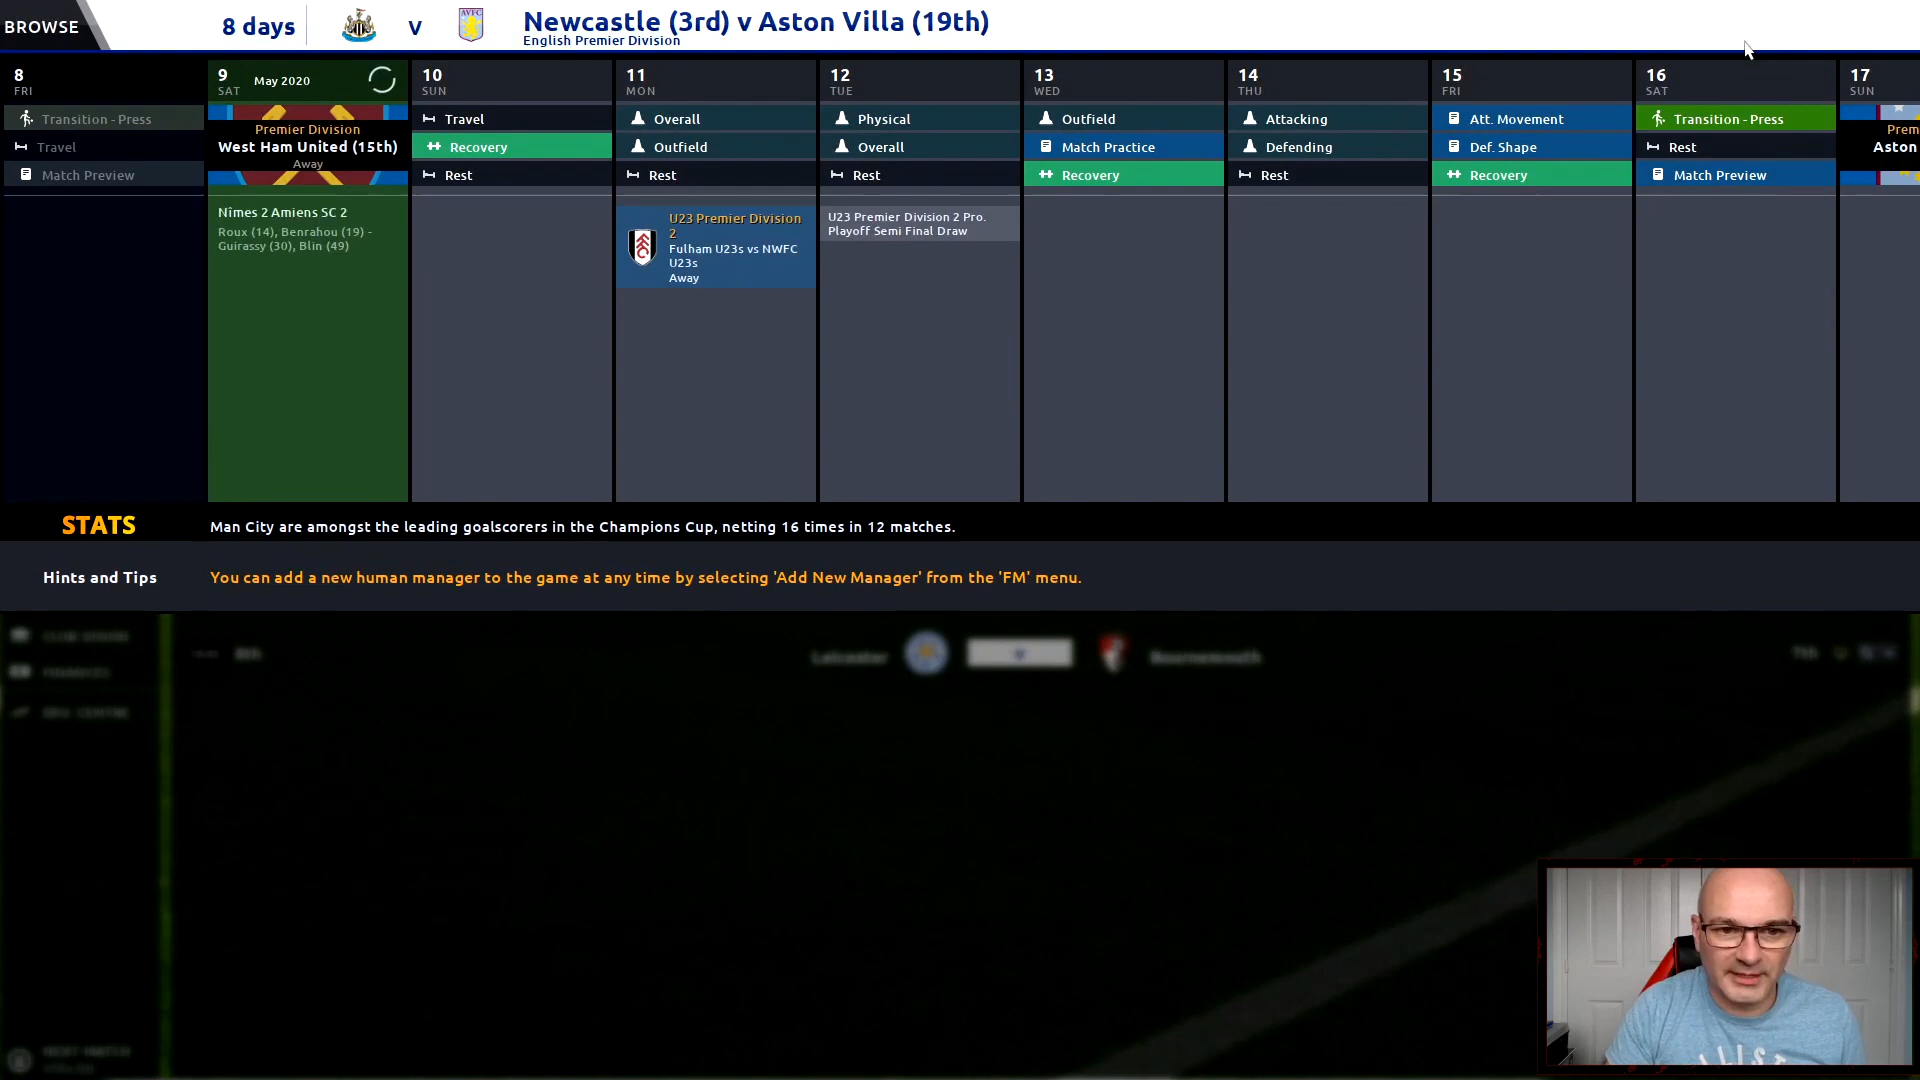 BROWSE
8 days
v
AVFC
Newcastle (3rd) v Aston Villa (19th)
English Premier Division
8
FRI
Transition - Press
Travel
Match Preview
9
SAT
May 2020
Premier Division
West Ham United (15th)
Away
Nîmes 2 Amiens SC 2
Roux (14), Benrahou (19) -
Guirassy (30), Blin (49)
10
SUN
Travel
Recovery
Rest
11
MON
Overall
Outfield
Rest
U23 Premier Division
2
Fulham U23s vs NWFC
U23s
Away
12
TUE
Physical
Overall
Rest
U23 Premier Division 2 Pro.
Playoff Semi Final Draw
13
WED
Outfield
Match Practice
Recovery
14
THU
Attacking
Defending
Rest
15
FRI
Att. Movement
Def. Shape
Recovery
16
SAT
Transition - Press
Rest
Match Preview
17
SUN
Prem
Aston
STATS
Man City are amongst the leading goalscorers in the Champions Cup, netting 16 times in 12 matches.
Hints and Tips
You can add a new human manager to the game at any time by selecting 'Add New Manager' from the 'FM' menu.
Leicester
v
Bournemouth